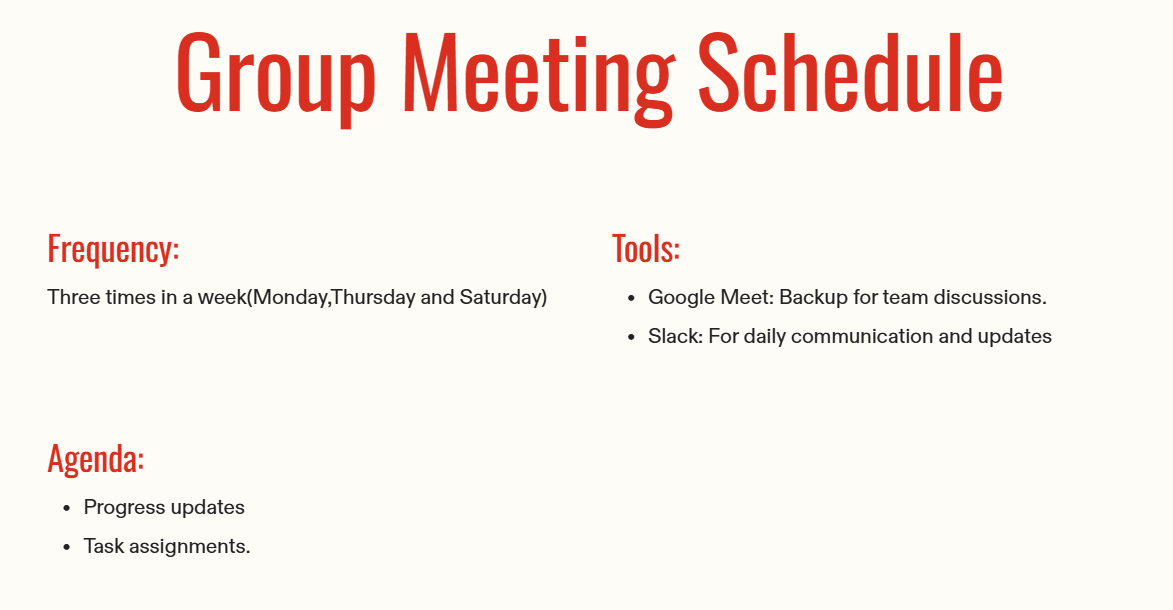 Group Meeting Schedule
Frequency:
Three times in a week(Monday,Thursday and Saturday)
Tools:
• Google Meet: Backup for team discussions.
• Slack: For daily communication and updates
Agenda:
• Progress updates
• Task assignments.